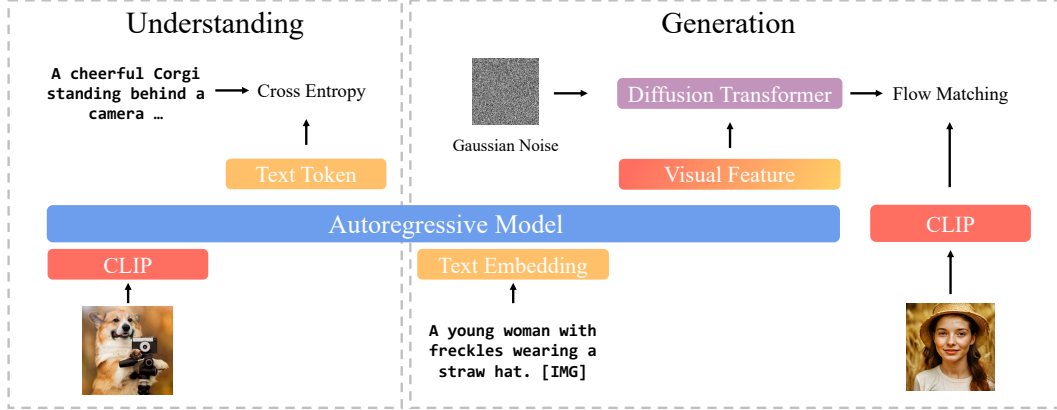 Understanding
A cheerful Corgi
standing behind a
camera …
Cross Entropy
Text Token
Generation
Gaussian Noise
Diffusion Transformer
Flow Matching
Visual Feature
Autoregressive Model
CLIP
CLIP
Text Embedding
A young woman with
freckles wearing a
straw hat. [IMG]